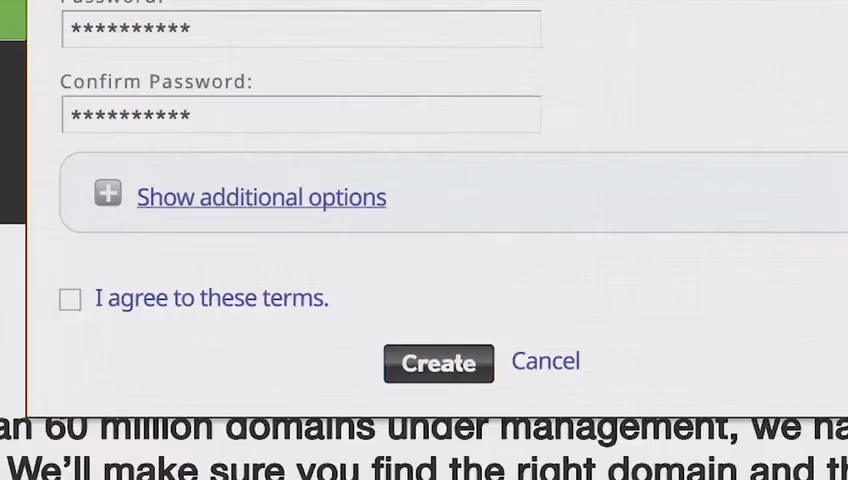 Password:
**********
Confirm Password:
**********
Show additional options
I agree to these terms.
Create Cancel
an 60 million domains under management, we ha
We'll make sure you find the right domain and th